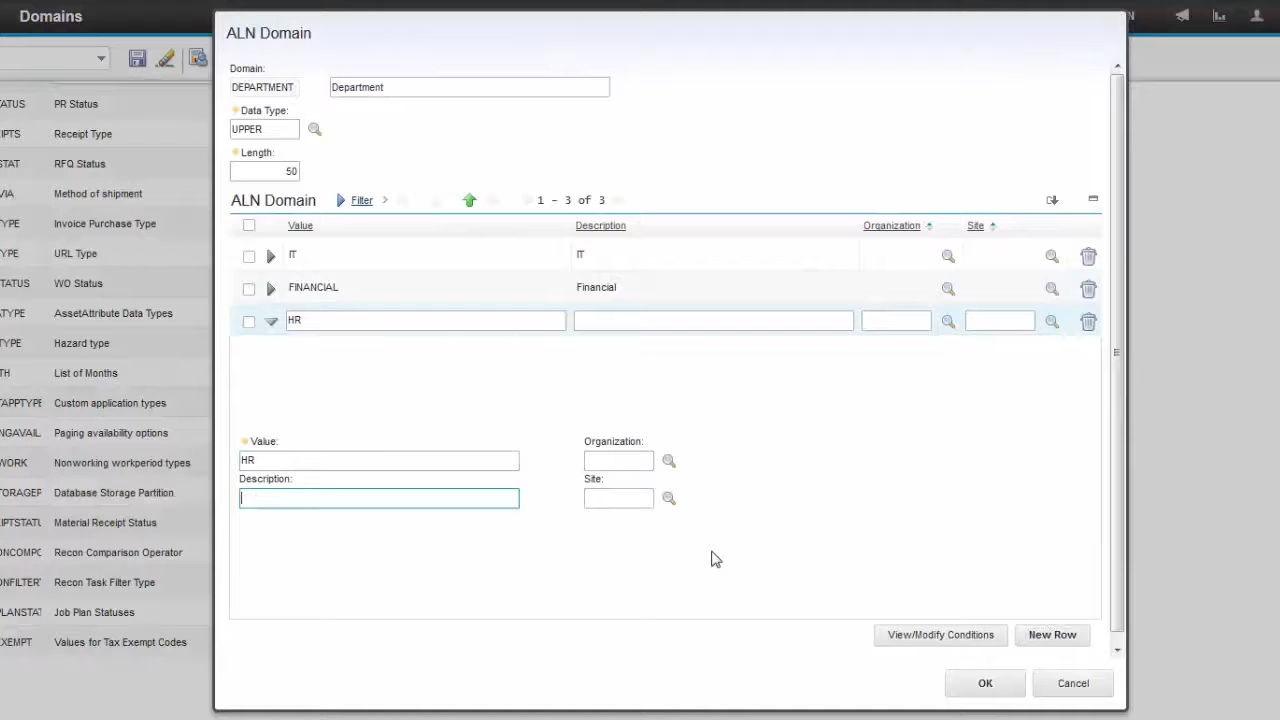 Domains
N
ALN Domain
Domain:
DEPARTMENT
Department
Data Type:
UPPER
Length:
50
ALN Domain
Filter
1 - 3 of 3
Value
Description
Organization
Site
IT
IT
FINANCIAL
Financial
HR
Value:
HR
Organization:
Description:
Site:
View/Modify Conditions
New Row
OK
Cancel
TATUS PR Status
IPTS Receipt Type
STAT RFQ Status
VIA Method of shipment
TYPE Invoice Purchase Type
YPE URL Type
TATUS WO Status
ATYPE AssetAttribute Data Types
YPE Hazard type
TH List of Months
TAPPTYPE Custom application types
NGAVAIL Paging availability options
WORK Nonworking workperiod types
TORAGEP Database Storage Partition
IPTSTATU Material Receipt Status
ONCOMPO Recon Comparison Operator
ONFILTERT Recon Task Filter Type
PLANSTAT Job Plan Statuses
EXEMPT Values for Tax Exempt Codes